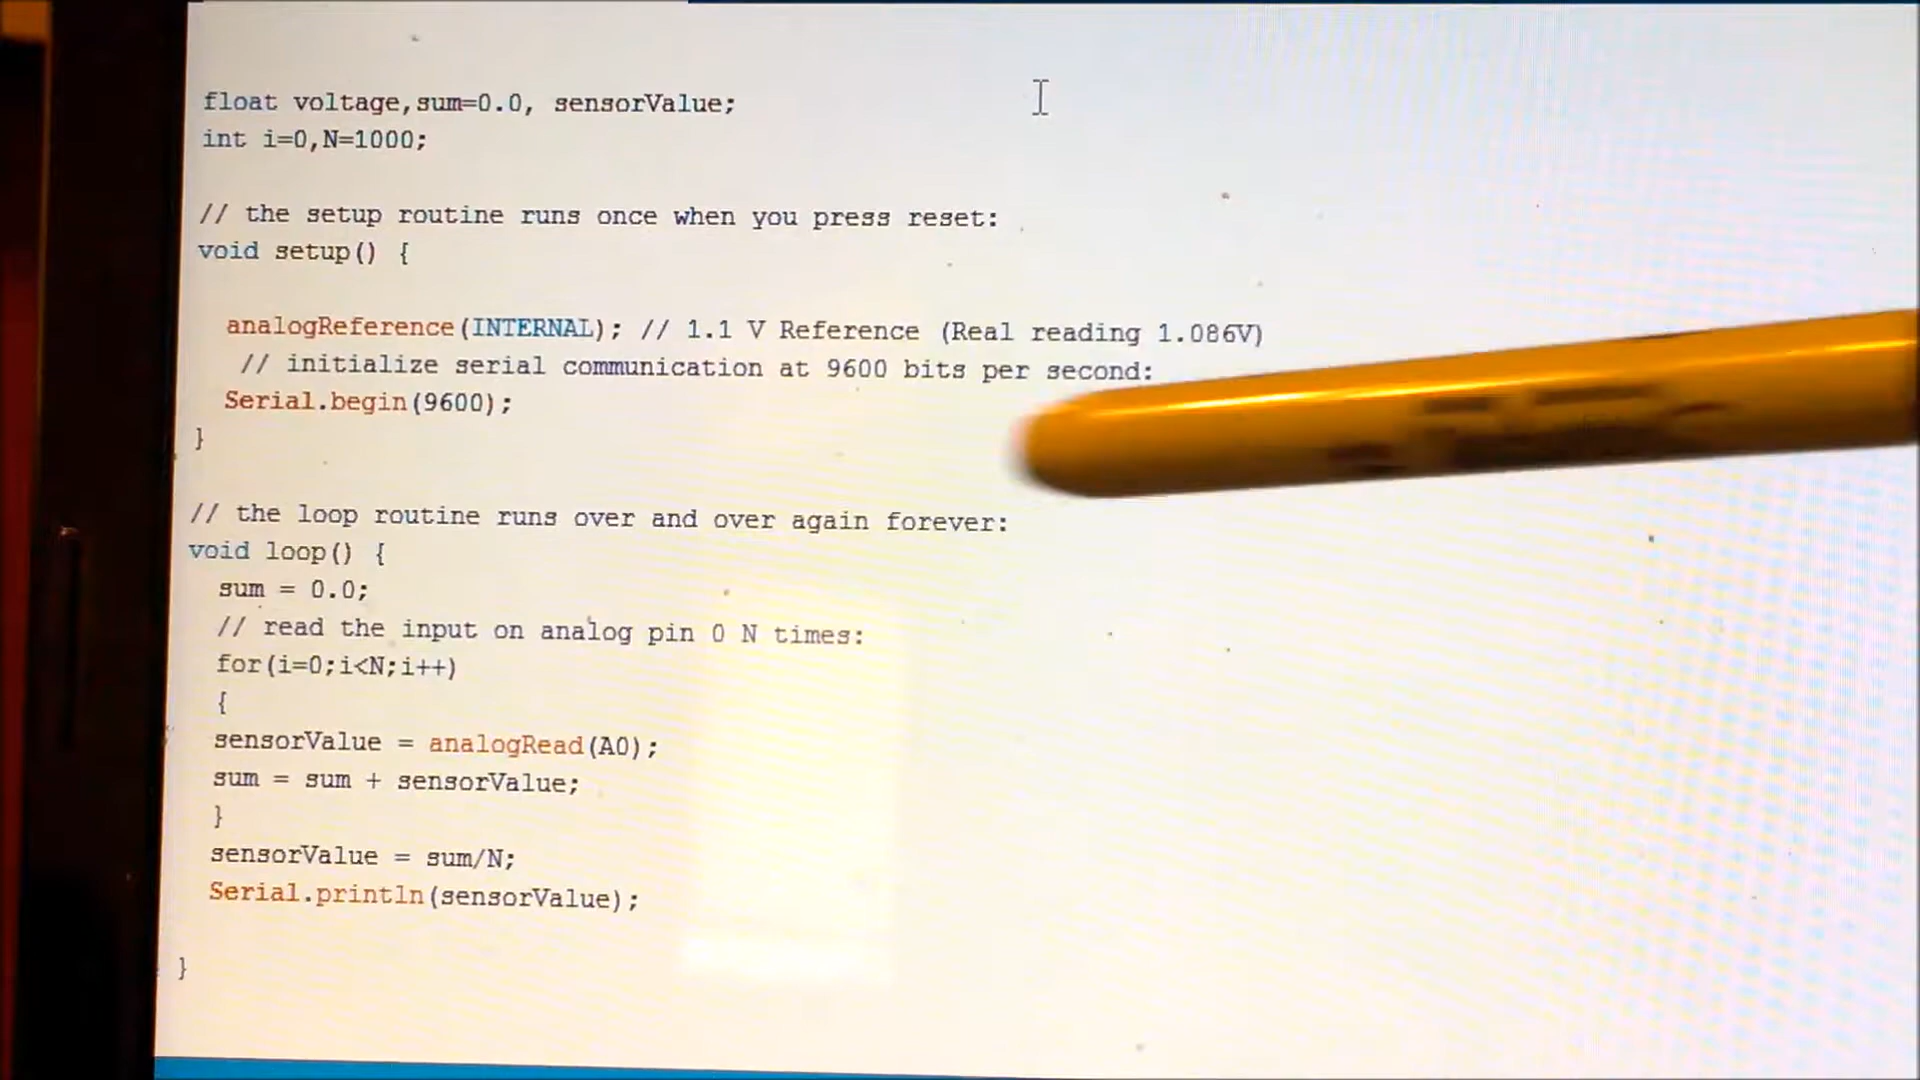 float voltage,sum=0.0, sensorValue;
int i=0,N=1000;
// the setup routine runs once when you press reset:
void setup() {
analogReference(INTERNAL); // 1.1 V Reference (Real reading 1.086V)
// initialize serial communication at 9600 bits per second:
Serial.begin(9600);
}
// the loop routine runs over and over again forever:
void loop() {
sum = 0.0;
// read the input on analog pin 0 N times:
for(i=0;i<N;i++)
{
sensorValue = analogRead(A0);
sum = sum + sensorValue;
}
sensorValue = sum/N;
Serial.println(sensorValue);
}